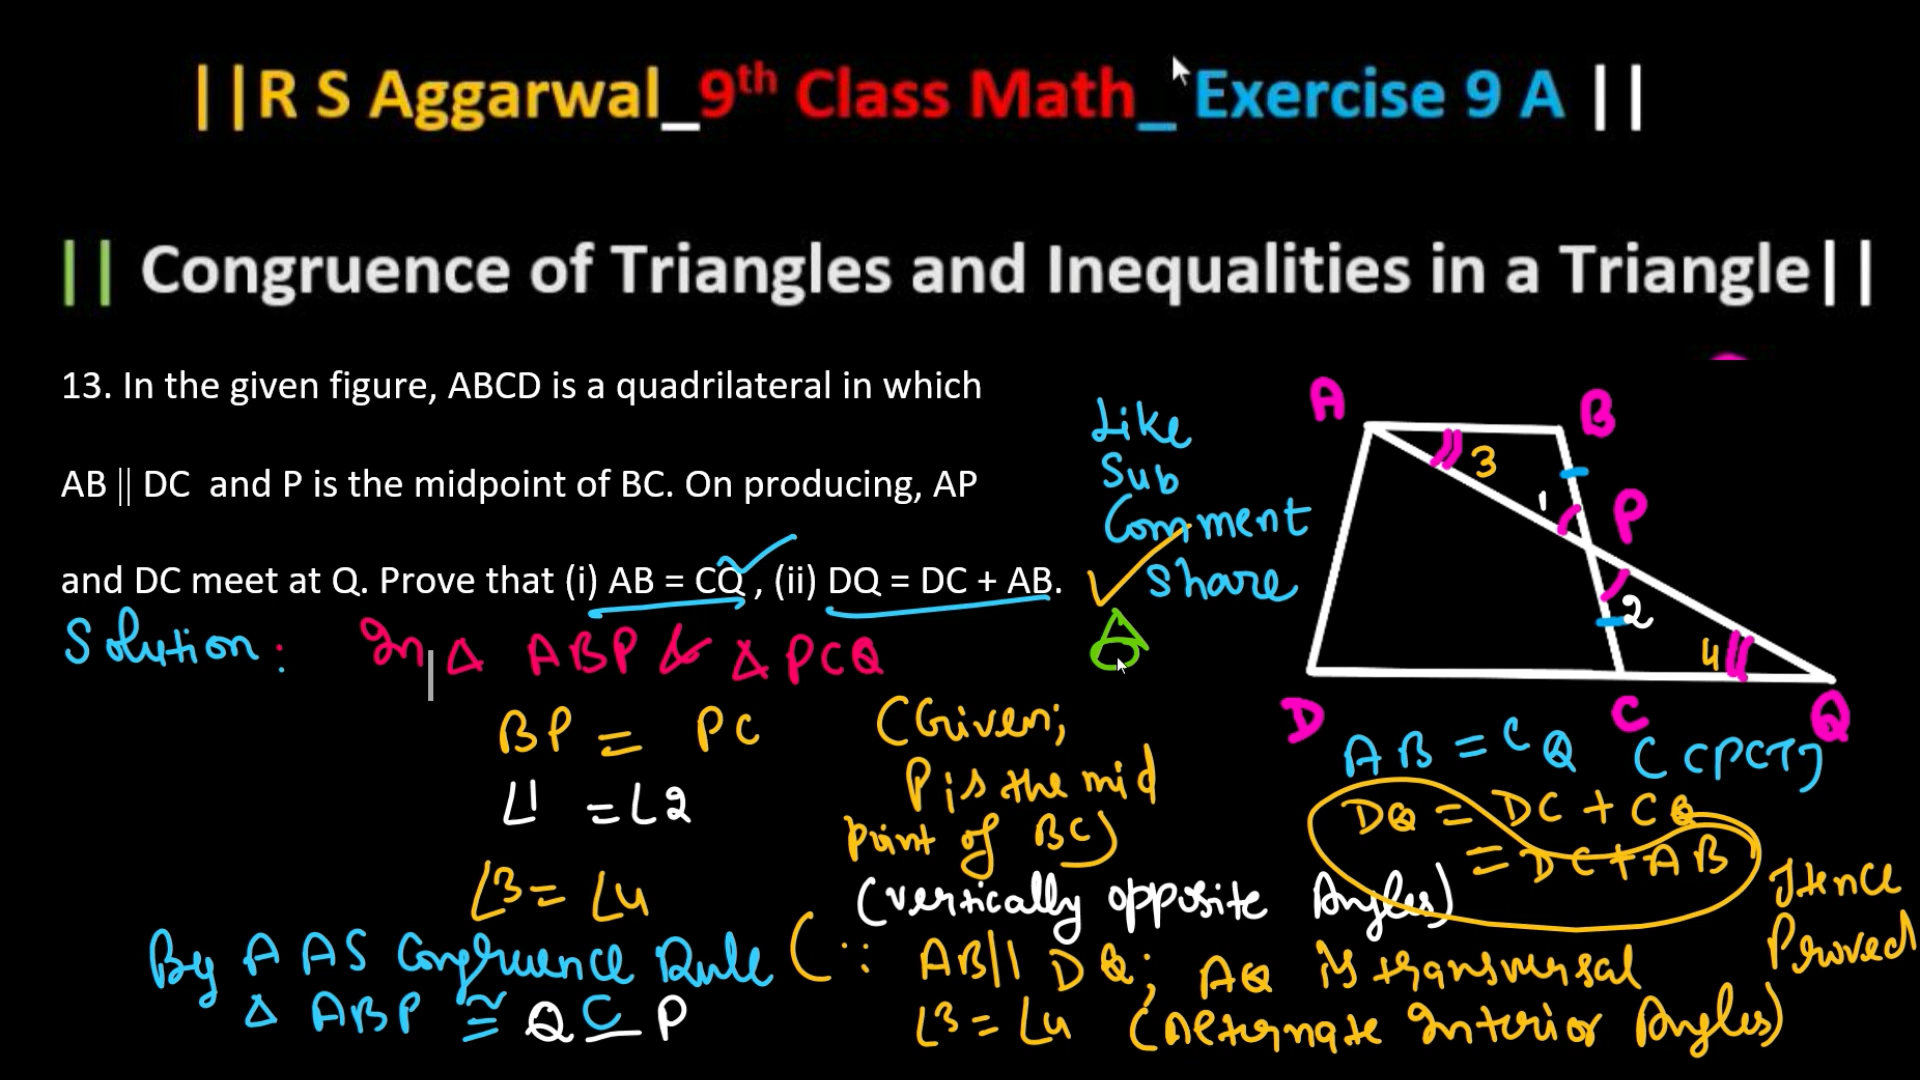 ||R S Aggarwal_9th Class Math_ Exercise 9 A ||
|| Congruence of Triangles and Inequalities in a Triangle||
13. In the given figure, ABCD is a quadrilateral in which
AB || DC and P is the midpoint of BC. On producing, AP
and DC meet at Q. Prove that (i) AB = CQ , (ii) DQ = DC + AB.
Like
Sub
Comment
Share
A
B
3
1
P
2
4
D
C
Q
Solution:
In Δ ABP & Δ PCQ
BP = PC
(Given;
P is the mid
point of BC)
∠1 = ∠2
(vertically opposite Angles)
∠3 = ∠4
(∵ AB || DQ; AQ is transversal
∠3 = ∠4 (Alternate Interior Angles)
By AAS Congruence Rule
Δ ABP ≅ QCP
AB = CQ (CPCT)
DQ = DC + CQ
= DC + AB
Hence
Proved